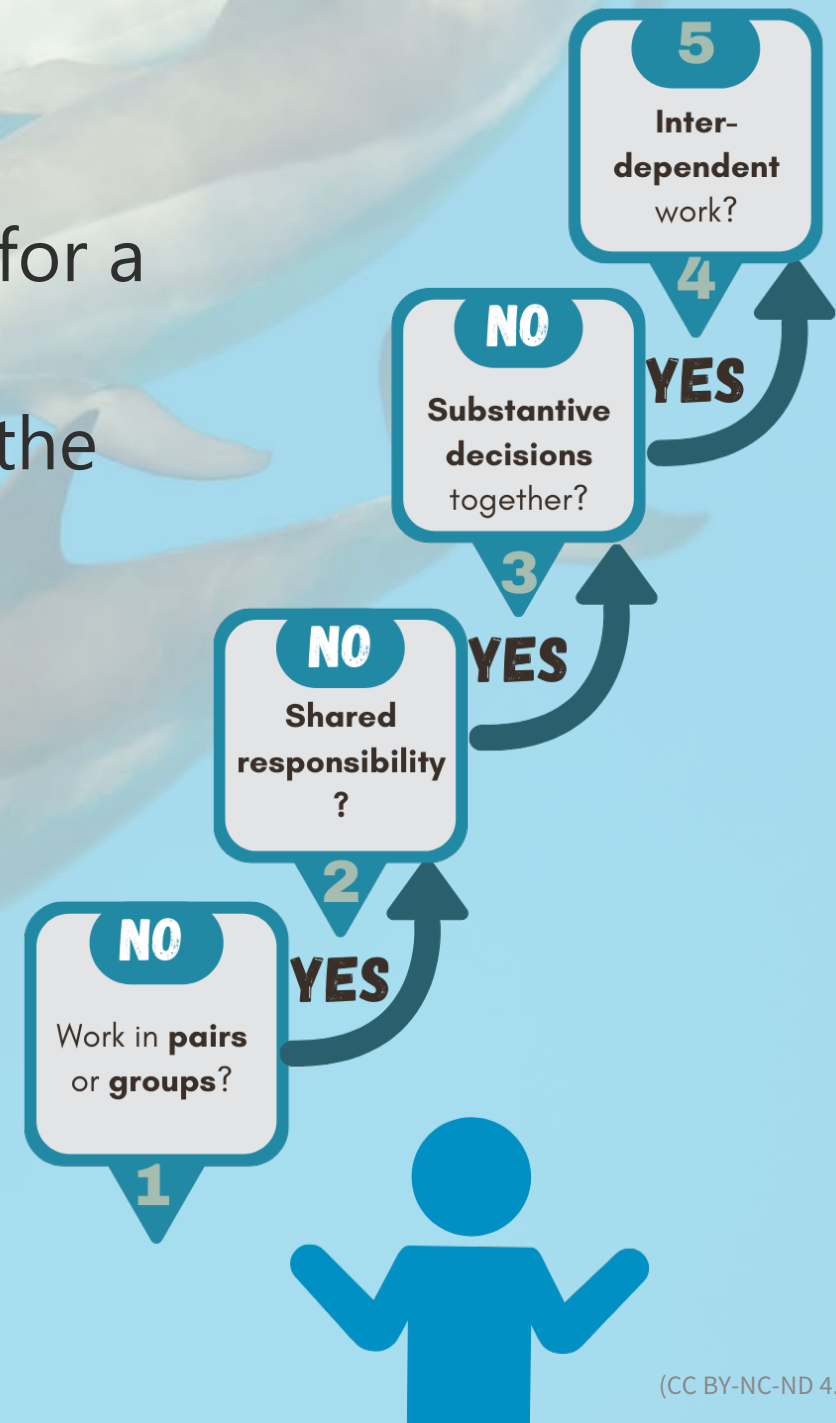 for a
the
5
Inter-
dependent
work?
4
YES
NO
Substantive
decisions
together?
3
YES
NO
Shared
responsibility
?
2
YES
NO
Work in pairs
or groups?
1
(CC BY-NC-ND 4.